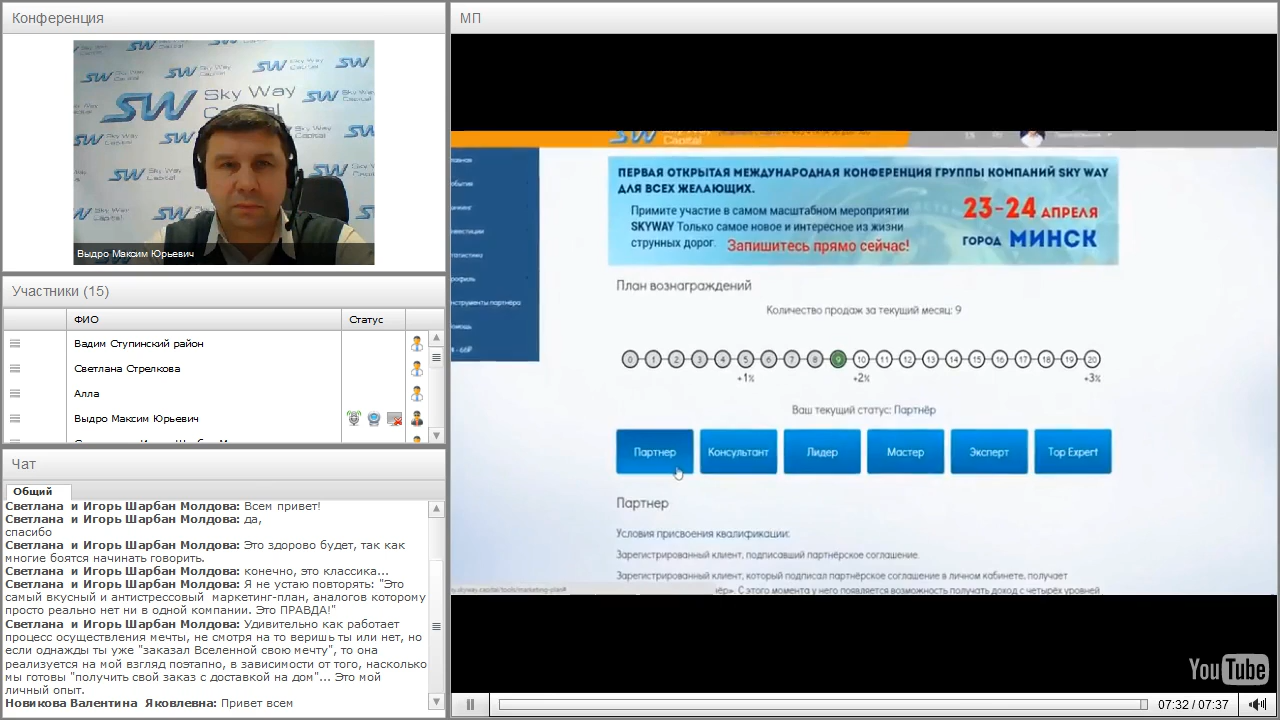 Конференция
SW
Sky Way
Capital
Выдро Максим Юрьевич
Участники (15)
ФИО
Статус
Вадим Ступинский район
Светлана Стрелкова
Алла
Выдро Максим Юрьевич
Чат
Общий
Светлана и Игорь Шарбан Молдова: Всем привет!
Светлана и Игорь Шарбан Молдова: да,
спасибо
Светлана и Игорь Шарбан Молдова: Это здорово будет, так как
многие боятся начинать говорить.
Светлана и Игорь Шарбан Молдова: конечно, это классика...
Светлана и Игорь Шарбан Молдова: Я не устаю повторять: "Это
самый вкусный и антистрессовый маркетинг-план, аналогов которому
просто реально нет ни в одной компании. Это ПРАВДА!"
Светлана и Игорь Шарбан Молдова: Удивительно как работает
процесс осуществления мечты, не смотря на то веришь ты или нет, но
если однажды ты уже "заказал Вселенной свою мечту", то она
реализуется на мой взгляд поэтапно, в зависимости от того, насколько
мы готовы "получить свой заказ с доставкой на дом"... Это мой
личный опыт.
Новикова Валентина Яковлевна: Привет всем
МП
SW Capital
ПЕРВАЯ ОТКРЫТАЯ МЕЖДУНАРОДНАЯ КОНФЕРЕНЦИЯ ГРУППЫ КОМПАНИЙ SKY WAY
ДЛЯ ВСЕХ ЖЕЛАЮЩИХ.
Примите участие в самом масштабном мероприятии
SKYWAY Только самое новое и интересное из жизни
струнных дорог. Запишитесь прямо сейчас!
23-24 АПРЕЛЯ
ГОРОД МИНСК
План вознаграждений
Количество продаж за текущий месяц: 9
0 1 2 3 4 5 6 7 8 9 10 11 12 13 14 15 16 17 18 19 20
+1% +2% +3%
Ваш текущий статус: Партнёр
Партнер Консультант Лидер Мастер Эксперт Top Expert
Партнер
Условия присвоения квалификации:
Зарегистрированный клиент, подписавший партнёрское соглашение.
Зарегистрированный клиент, который подписал партнёрское соглашение в личном кабинете, получает
С этого момента у него появляется возможность получать доход с четырёх уровней
YouTube
07:32 / 07:37